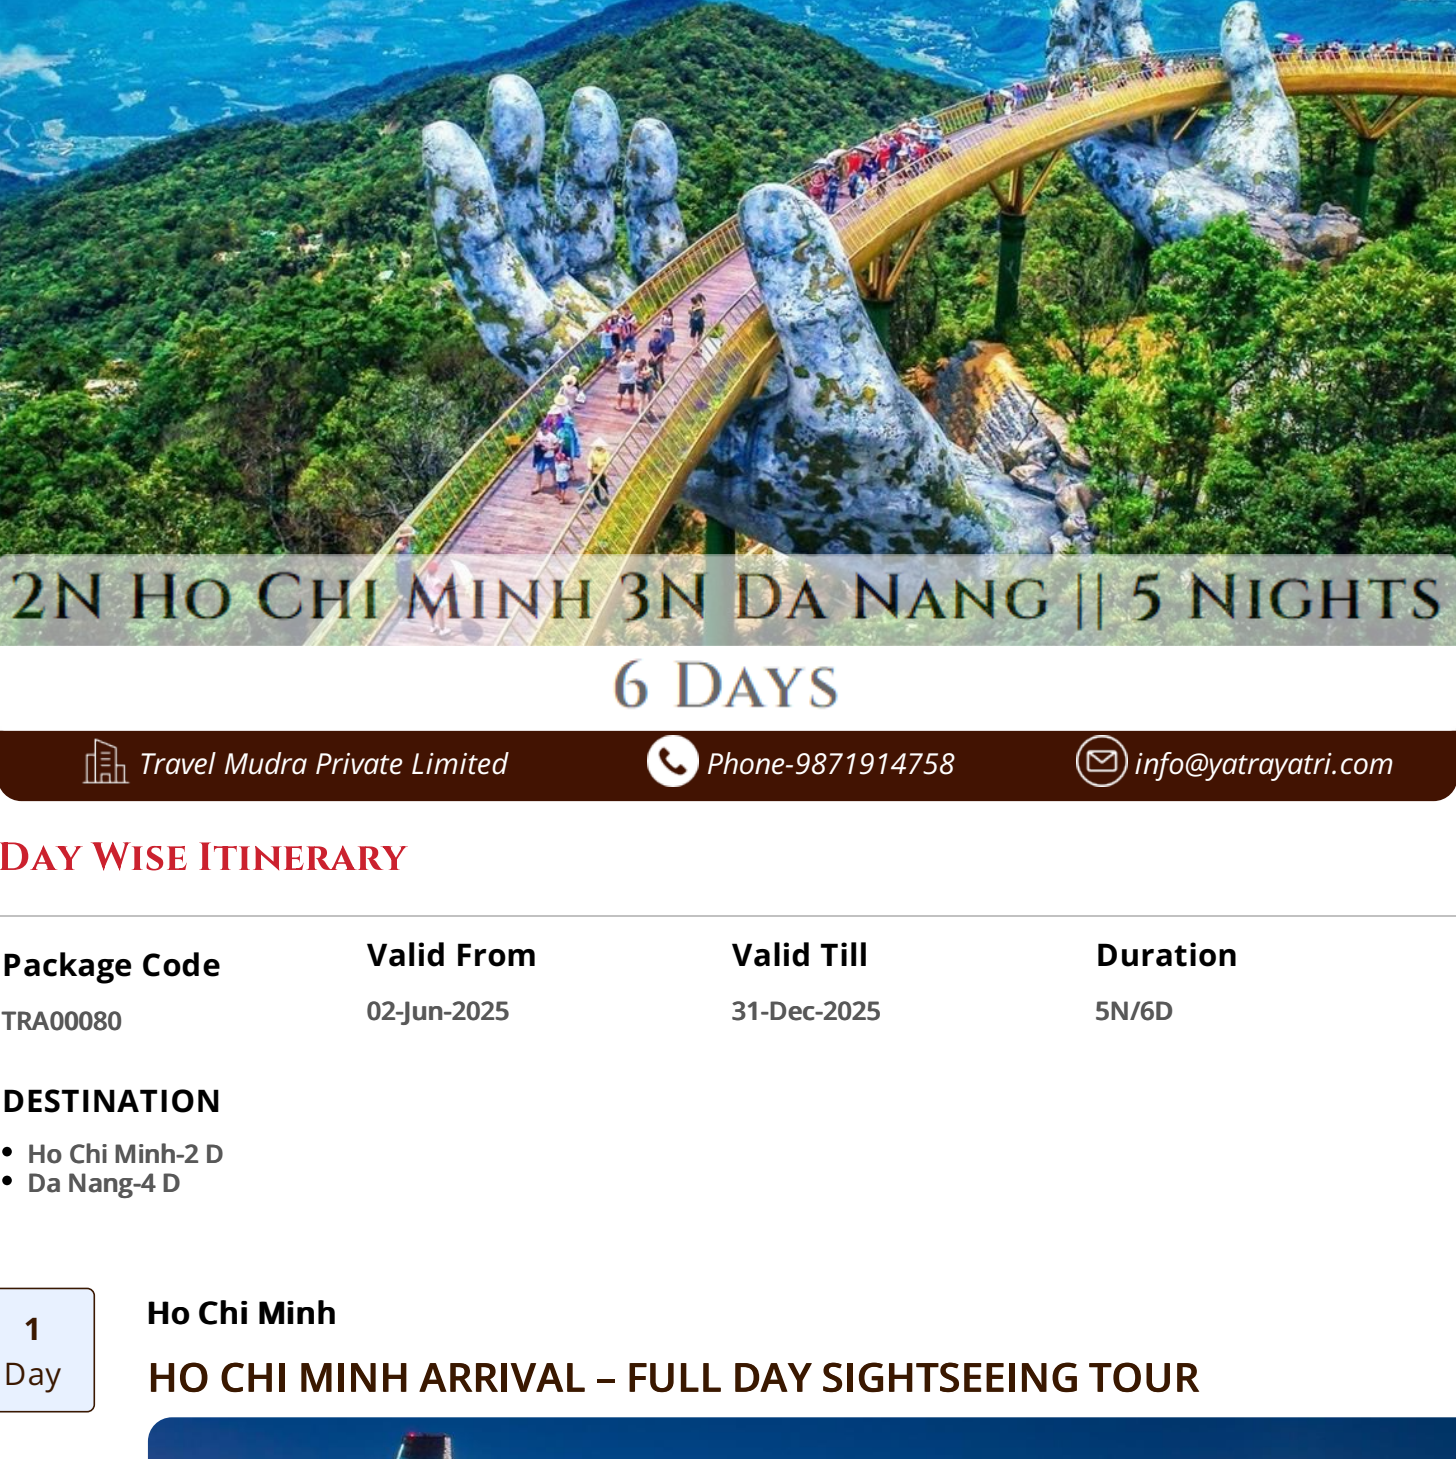 2N Ho Chi Minh 3N Da Nang || 5 Nights
6 Days
Travel Mudra Private Limited
Phone-9871914758
info@yatrayatri.com
Day Wise Itinerary
Package Code
Valid From
Valid Till
Duration
TRA00080
02-Jun-2025
31-Dec-2025
5N/6D
DESTINATION
• Ho Chi Minh-2 D
• Da Nang-4 D
1
Day
Ho Chi Minh
HO CHI MINH ARRIVAL – FULL DAY SIGHTSEEING TOUR